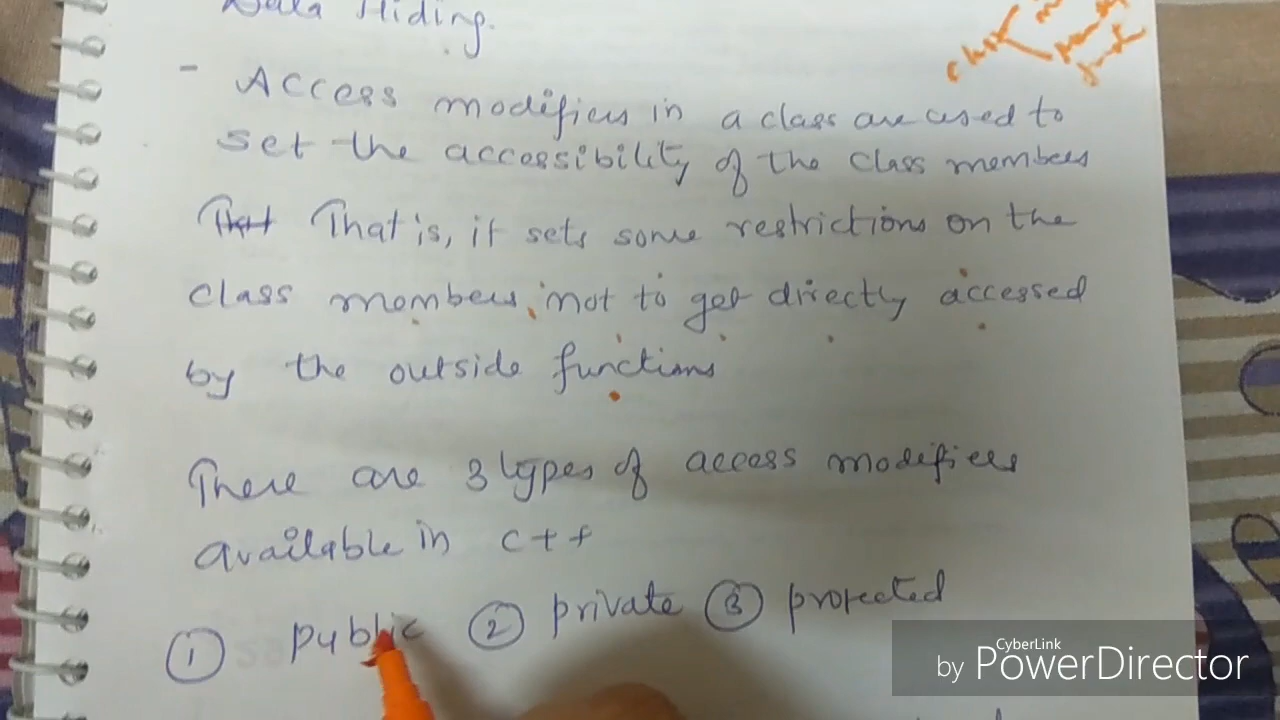 Data Hiding.
- Access modifiers in a class are used to
set the accessibility of the class members
That That is, it sets some restrictions on the
class members, not to get directly accessed
by the outside functions
There are 3 types of access modifiers
available in c++
① public ② private ③ protected
CyberLink
by PowerDirector